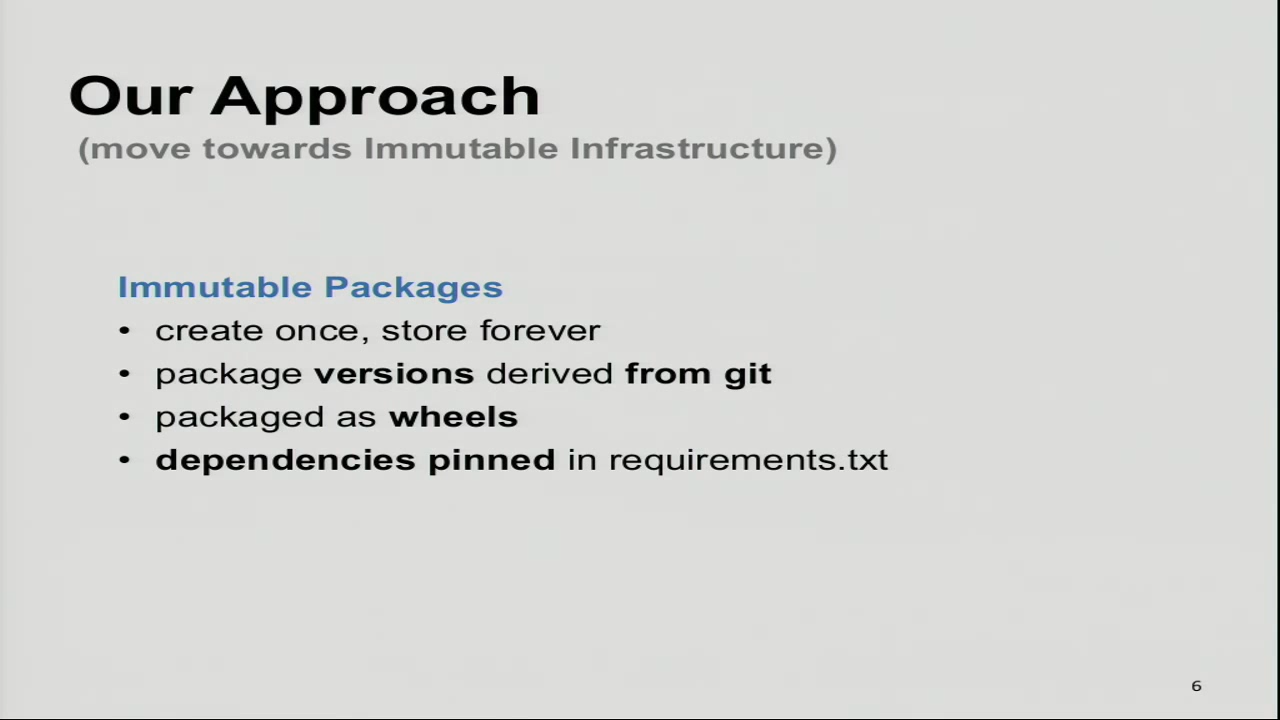 Our Approach
(move towards Immutable Infrastructure)
Immutable Packages
• create once, store forever
• package versions derived from git
• packaged as wheels
• dependencies pinned in requirements.txt
6